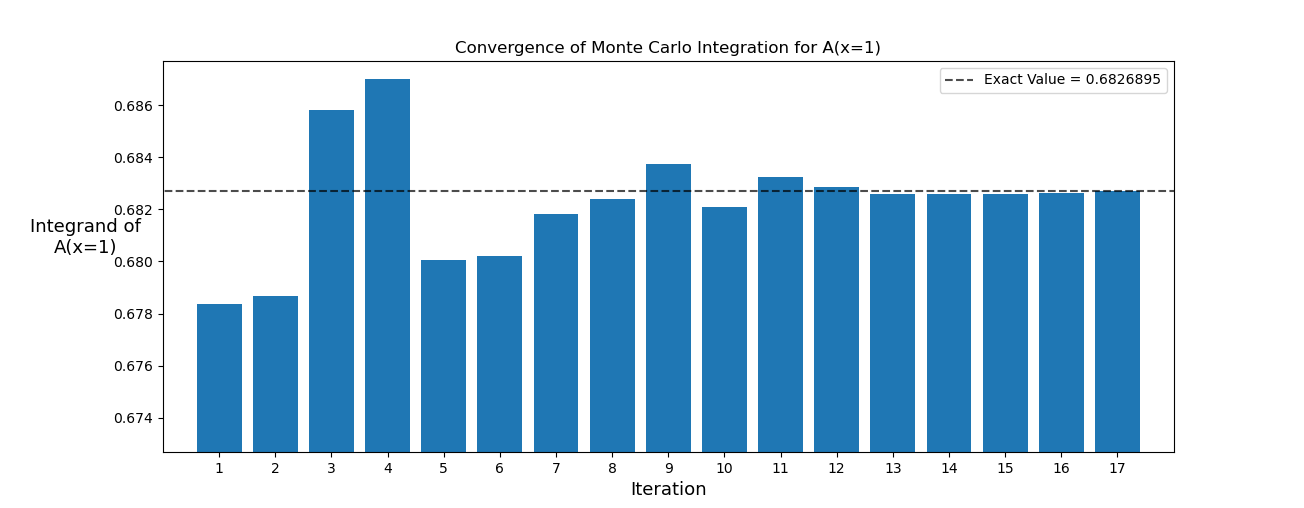 Convergence of Monte Carlo Integration for A(x=1)
Exact Value = 0.6826895
0.686
0.684
0.682
0.680
0.678
0.676
0.674
Integrand of
A(x=1)
1 2 3 4 5 6 7 8 9 10 11 12 13 14 15 16 17
Iteration